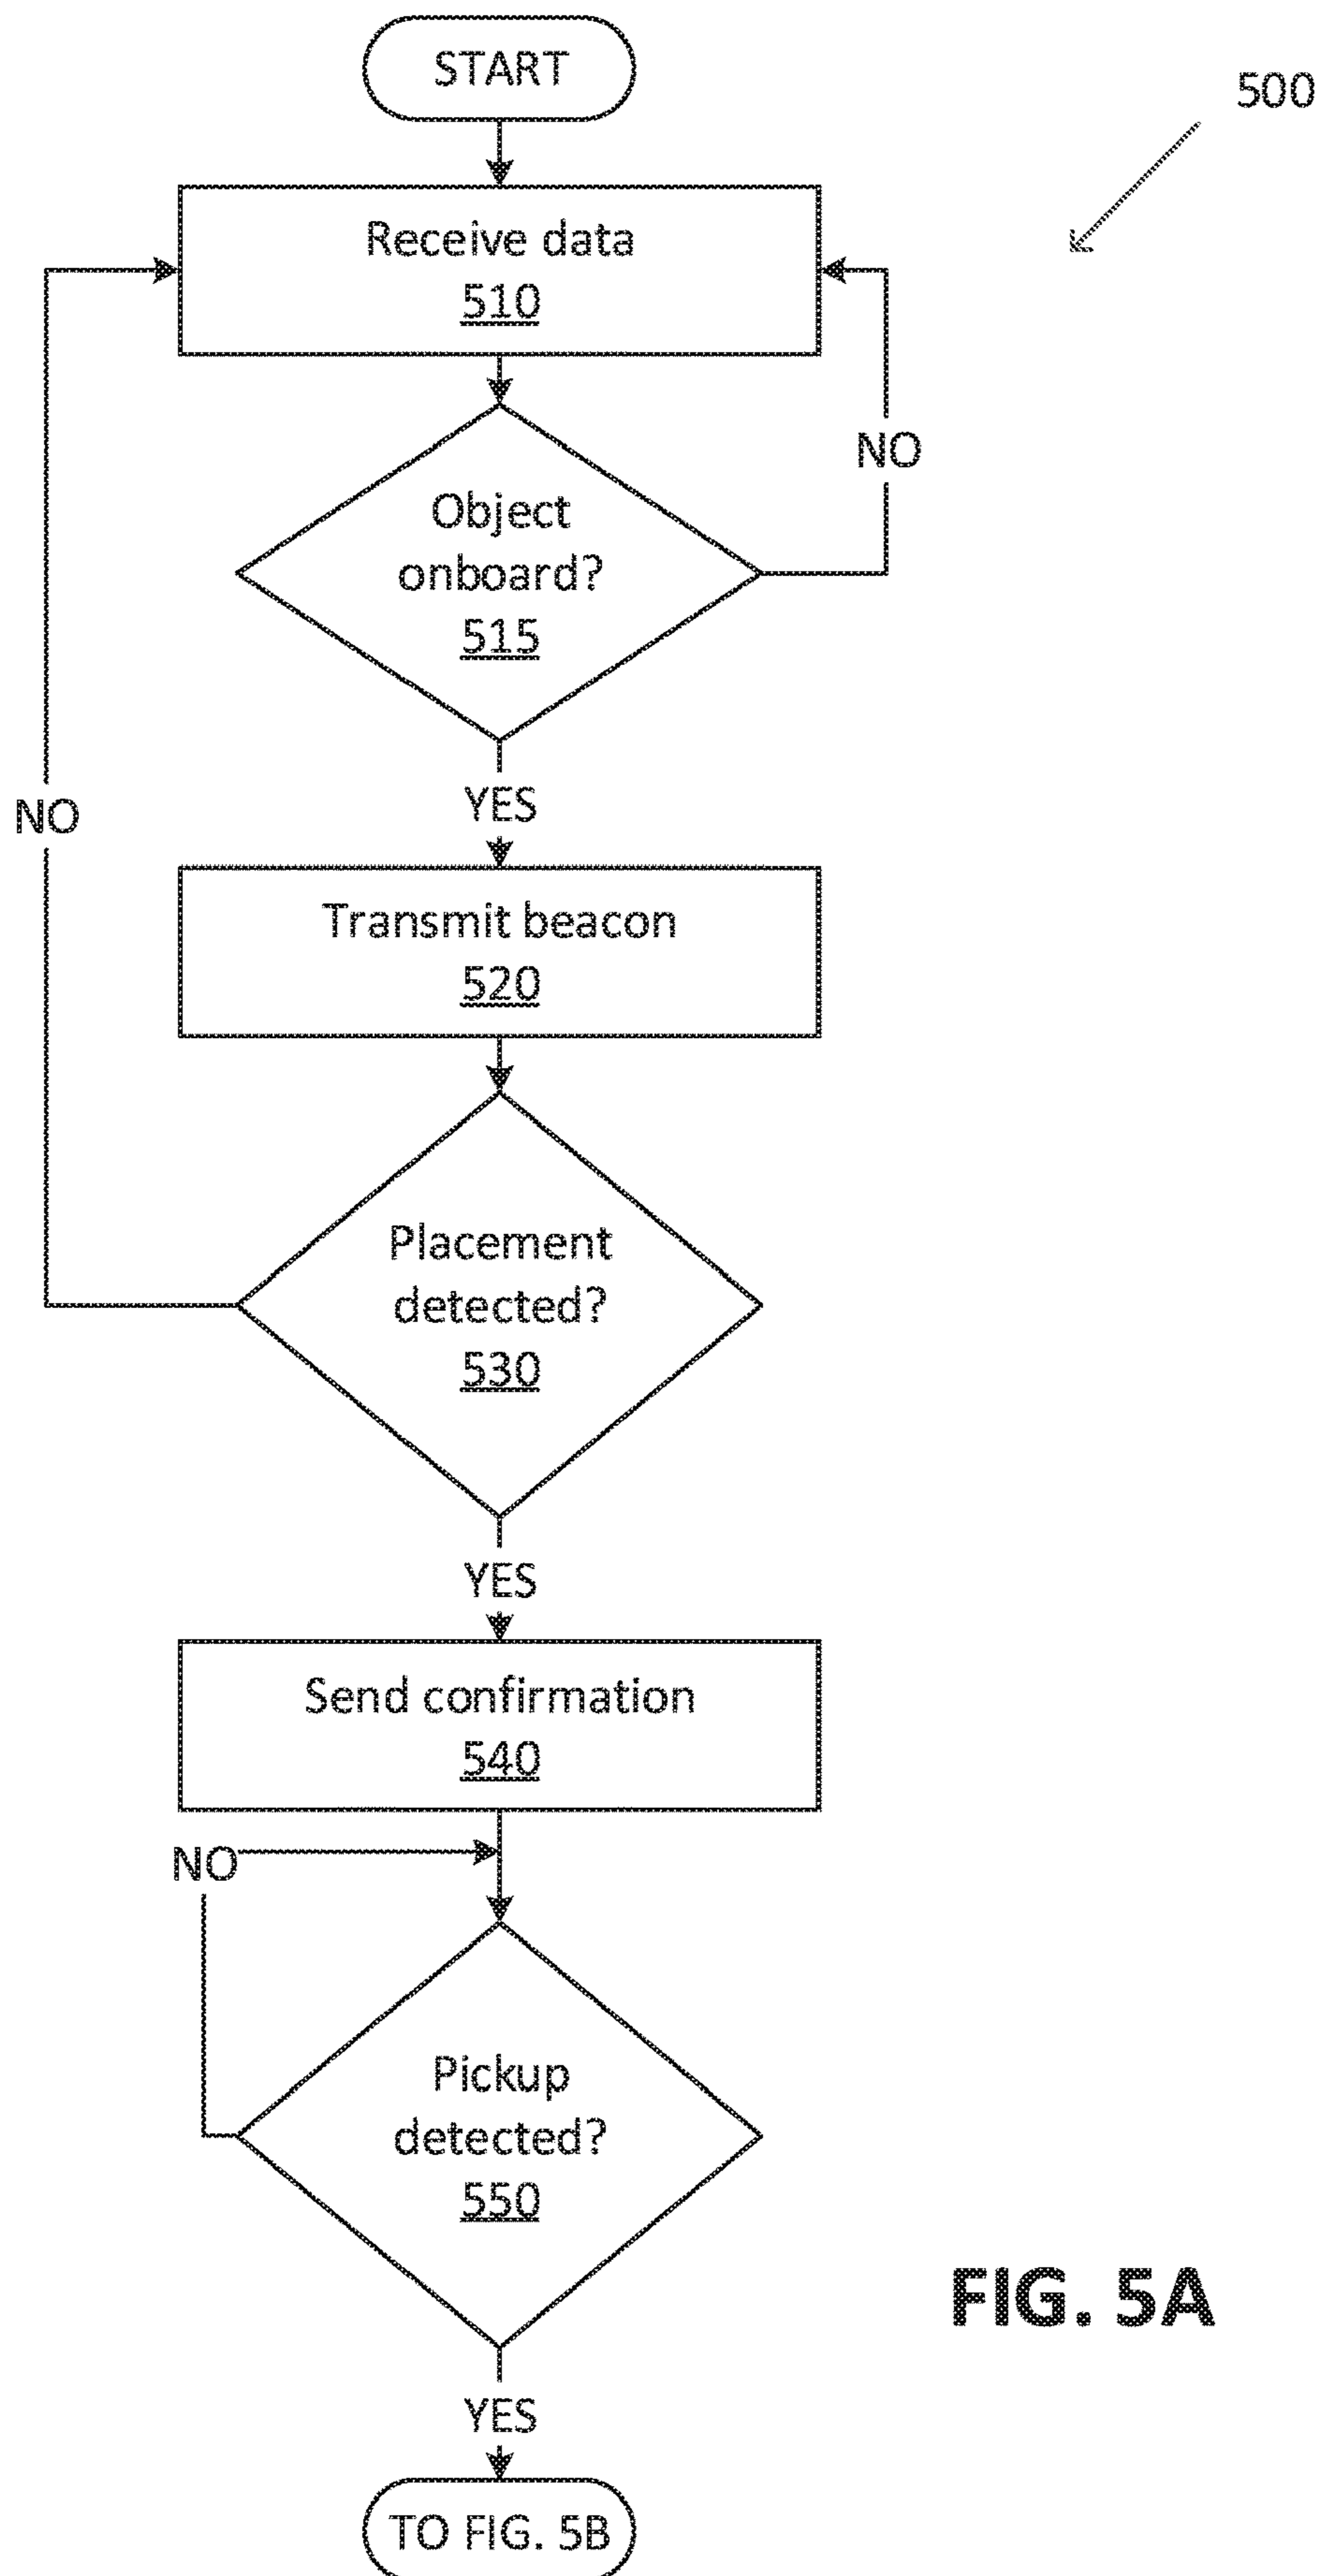 START
500
Receive data
510
NO
Object
onboard?
515
YES
NO
Transmit beacon
520
Placement
detected?
530
YES
Send confirmation
540
NO
Pickup
detected?
550
FIG. 5A
YES
TO FIG. 5B